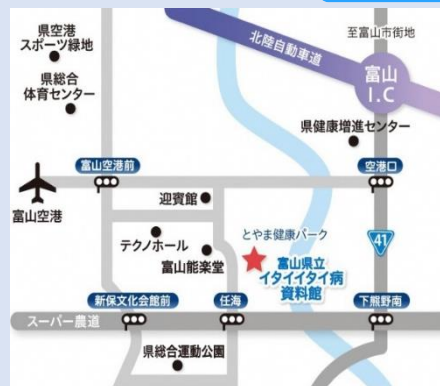 県空港
スポーツ緑地
県総合
体育センター
北陸自動車道
至富山市街地
富山
I.C
県健康増進センター
富山空港前
空港口
富山空港
迎賓館
テクノホール
富山能楽堂
とやま健康パーク
富山県立
イタイイタイ病
資料館
41
新保文化会館前
任海
下熊野南
スーパー農道
県総合運動公園